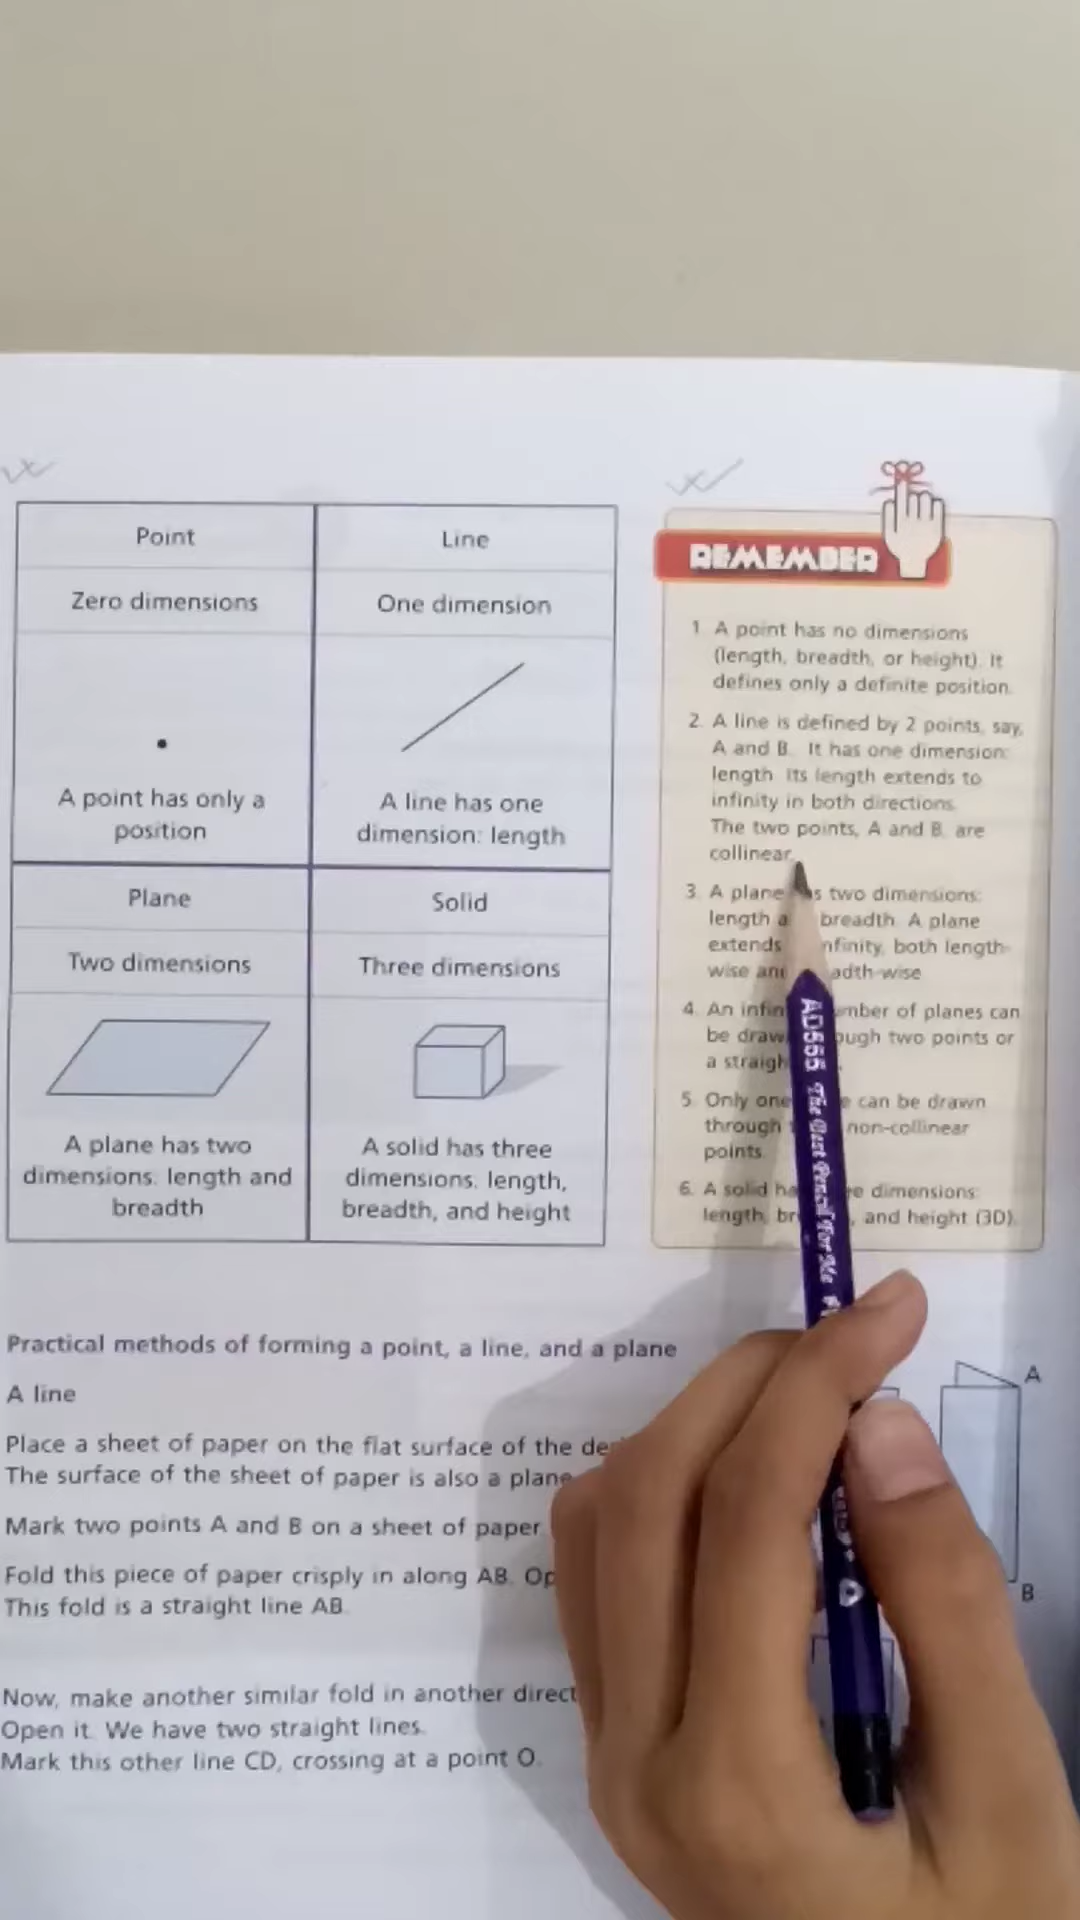 Point
Line
Zero dimensions
One dimension
A point has only a
position
A line has one
dimension: length
Plane
Solid
Two dimensions
Three dimensions
A plane has two
dimensions: length and
breadth
A solid has three
dimensions: length,
breadth, and height
REMEMBER
1. A point has no dimensions
(length, breadth, or height). It
defines only a definite position.
2. A line is defined by 2 points, say,
A and B. It has one dimension:
length. Its length extends to
infinity in both directions.
The two points, A and B, are
collinear.
3. A plane has two dimensions:
length a breadth. A plane
extends nfinity, both length-
wise and adth-wise
4. An infin mber of planes can
be draw ough two points or
a straigh
5. Only one e can be drawn
through non-collinear
points.
6. A solid ha e dimensions:
length, br , and height (3D).
Practical methods of forming a point, a line, and a plane
A line
Place a sheet of paper on the flat surface of the de
The surface of the sheet of paper is also a plane
Mark two points A and B on a sheet of paper
Fold this piece of paper crisply in along AB. Op
This fold is a straight line AB.
Now, make another similar fold in another direct
Open it. We have two straight lines.
Mark this other line CD, crossing at a point O.
A
B
AD555 The Best Pencil For Me